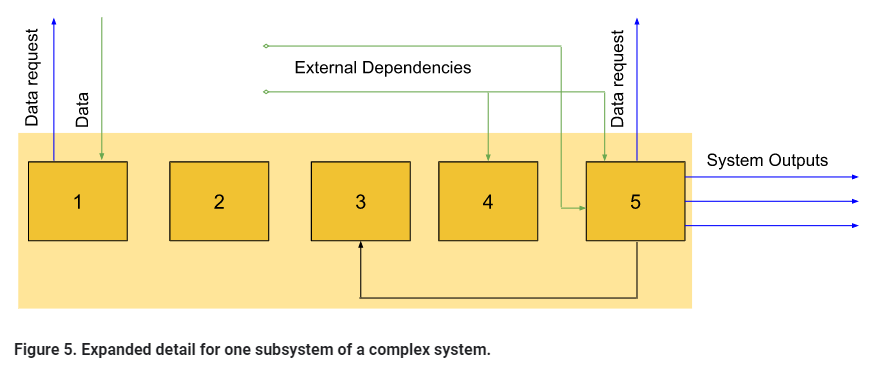 Data request
Data
External Dependencies
Data request
System Outputs
1
2
3
4
5
Figure 5. Expanded detail for one subsystem of a complex system.